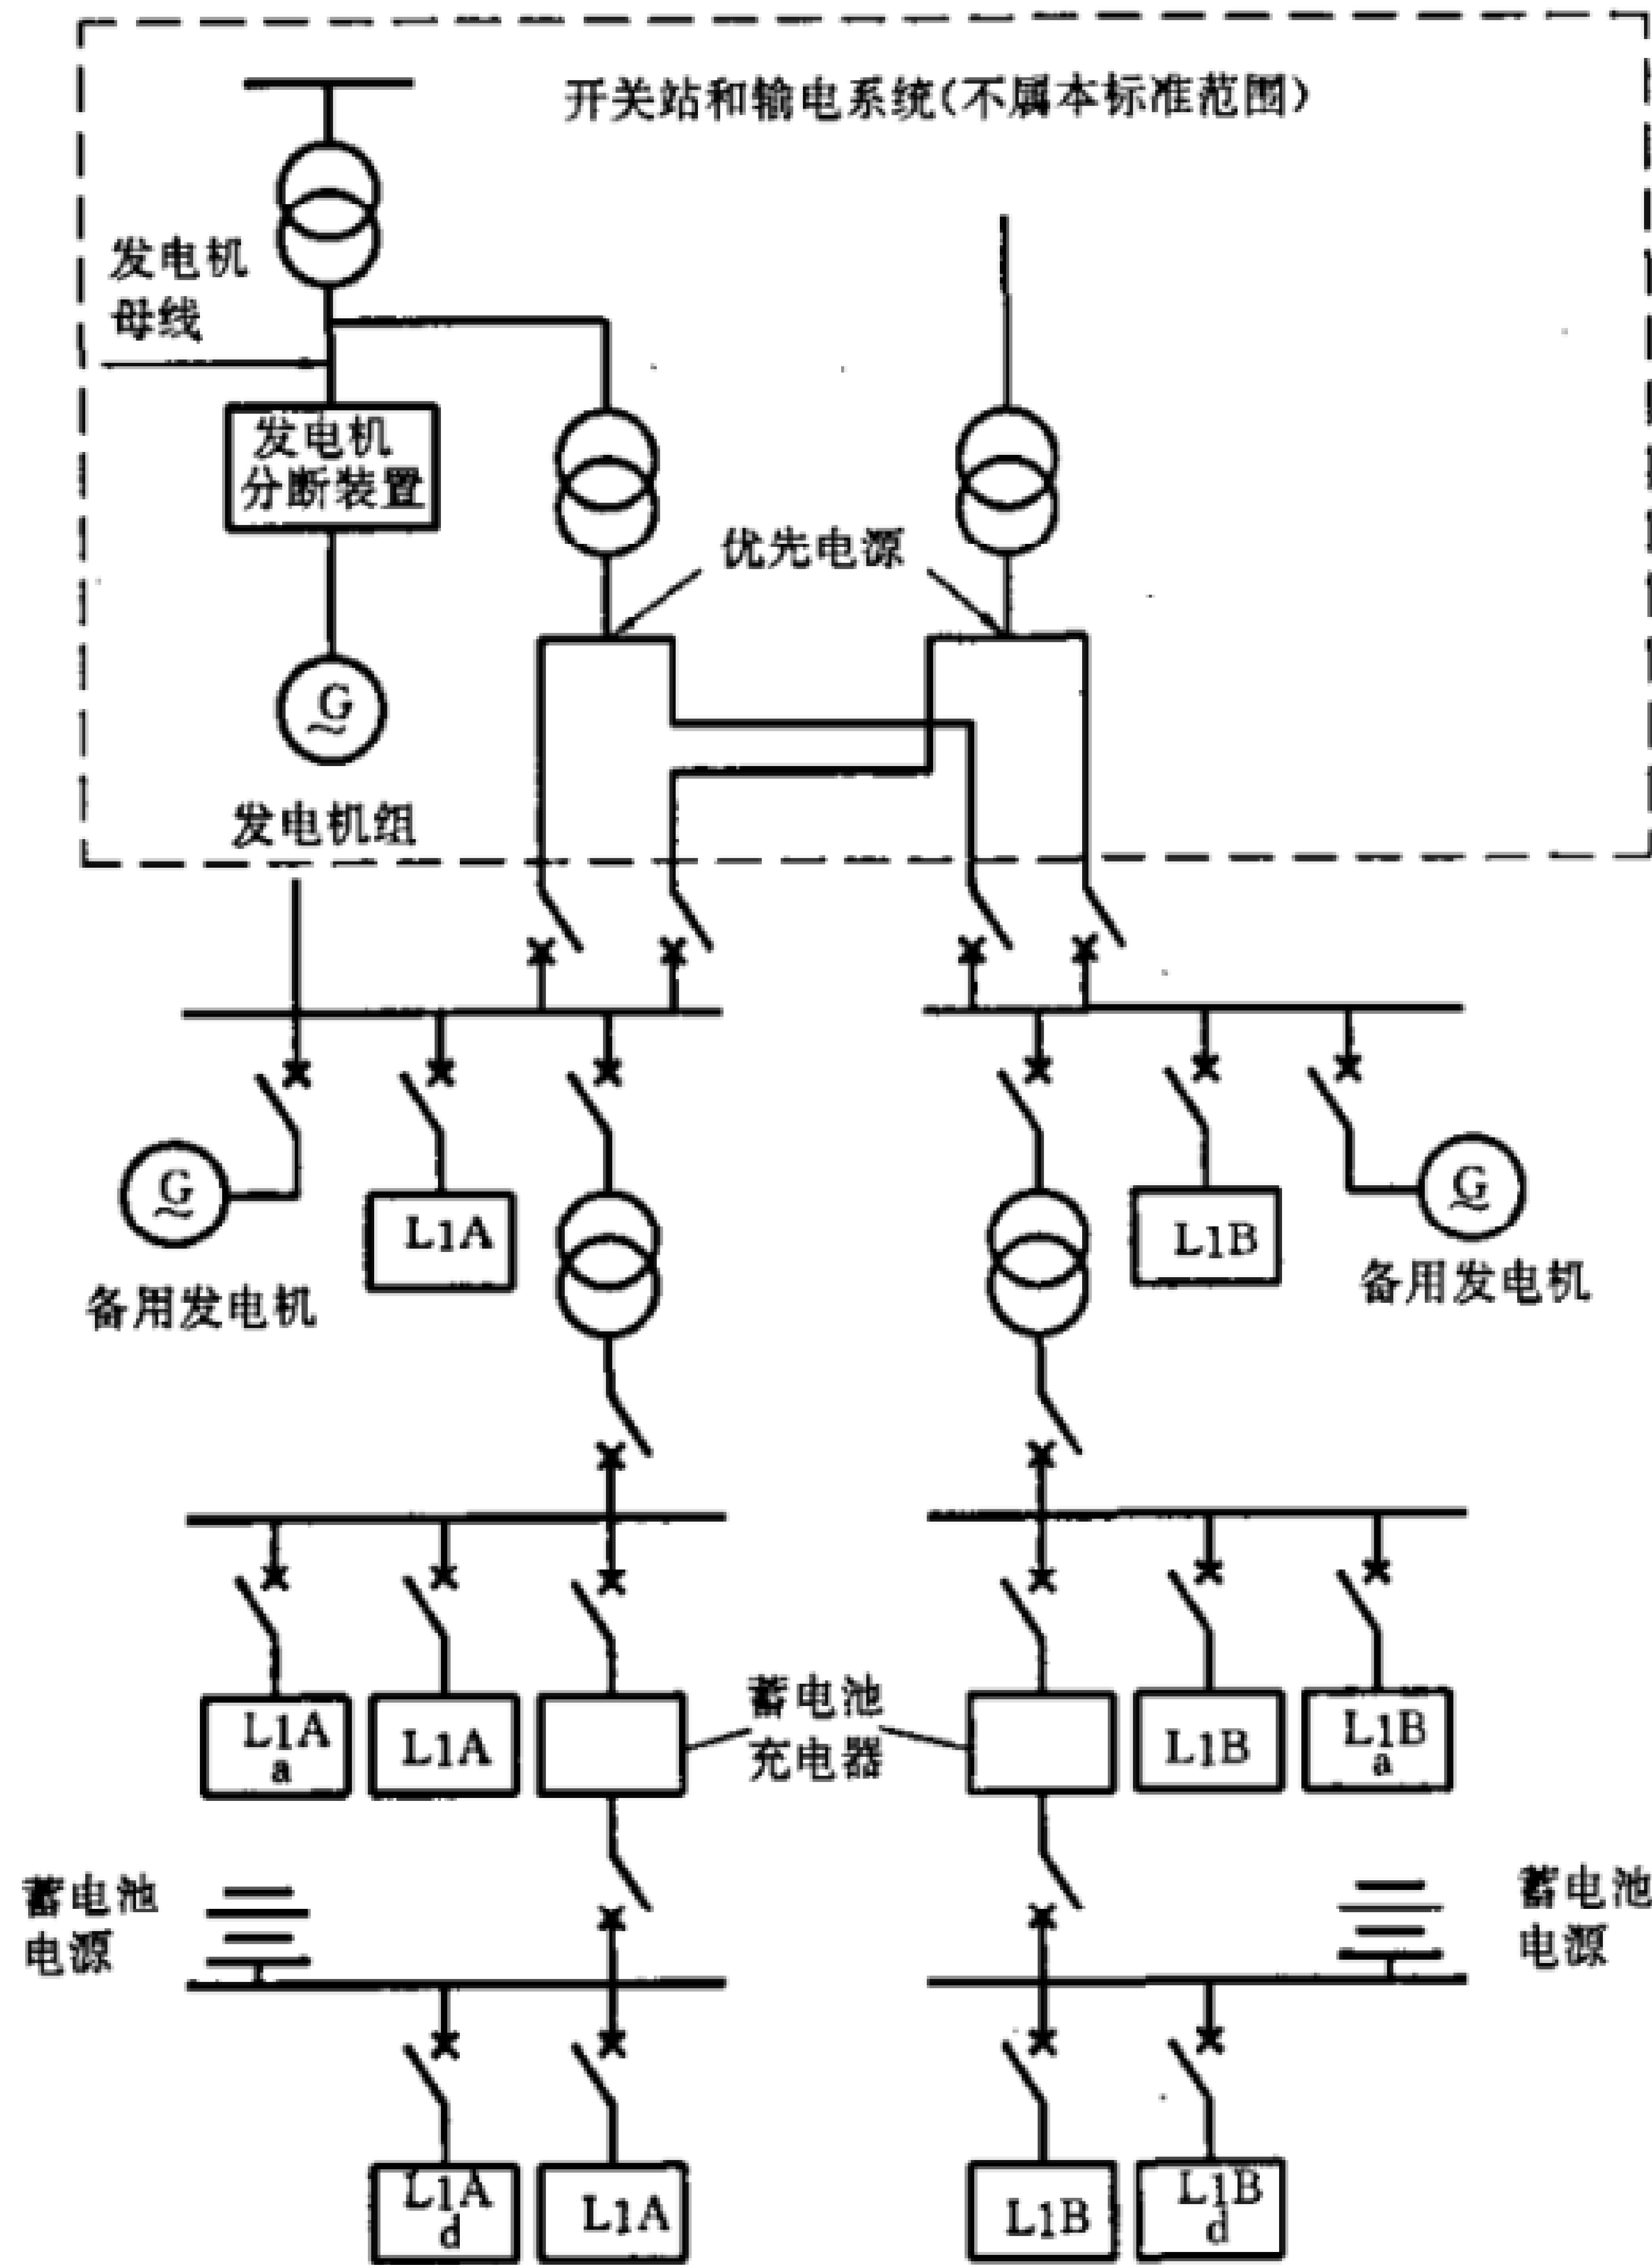 开关站和输电系统(不属本标准范围)
发电机
母线
发电机
分断装置
优先电源
G
~
发电机组
G
~
L1A
L1B
G
~
备用发电机
备用发电机
L1A
a
L1A
蓄电池
充电器
L1B
L1B
a
蓄电池
电源
蓄电池
电源
L1A
d
L1A
L1B
L1B
d